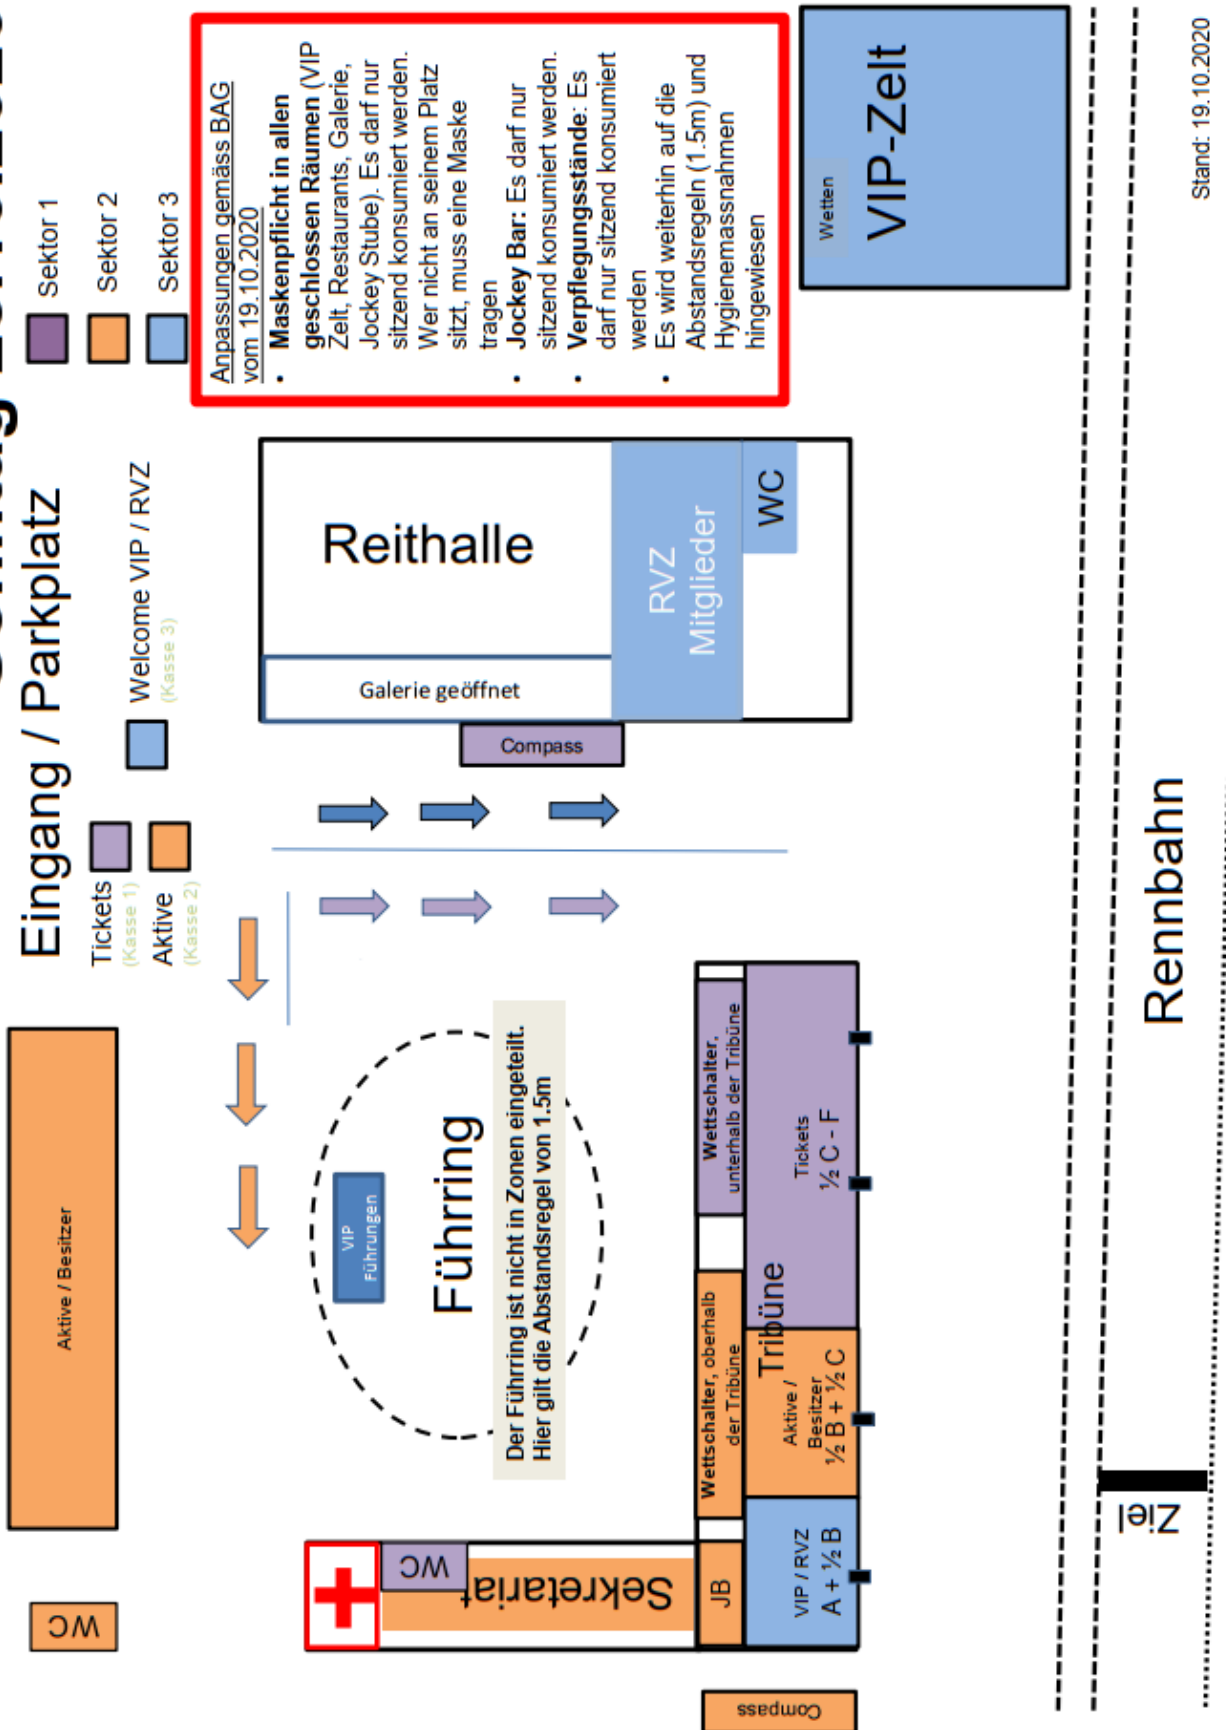 Eingang / Parkplatz
Sektor 1
Sektor 2
Sektor 3
Tickets
(Kasse 1)
Aktive
(Kasse 2)
Welcome VIP / RVZ
(Kasse 3)
Anpassungen gemäss BAG
vom 19.10.2020
• Maskenpflicht in allen
geschlossen Räumen (VIP
Zelt, Restaurants, Galerie,
Jockey Stube). Es darf nur
sitzend konsumiert werden.
Wer nicht an seinem Platz
sitzt, muss eine Maske
tragen
• Jockey Bar: Es darf nur
sitzend konsumiert werden.
• Verpflegungsstände: Es
darf nur sitzend konsumiert
werden
• Es wird weiterhin auf die
Abstandsregeln (1.5m) und
Hygienemassnahmen
hingewiesen
WC
Aktive / Besitzer
Reithalle
Galerie geöffnet
RVZ
Mitglieder
WC
Compass
Wetten
VIP-Zelt
VIP
Führungen
Führring
Der Führring ist nicht in Zonen eingeteilt.
Hier gilt die Abstandsregel von 1.5m
WC
Sekretariat
JB
Wettschalter, oberhalb
der Tribüne
Wettschalter,
unterhalb der Tribüne
Tribüne
VIP / RVZ
A + ½ B
Aktive /
Besitzer
½ B + ½ C
Tickets
½ C - F
Compass
Ziel
Rennbahn
Stand: 19.10.2020